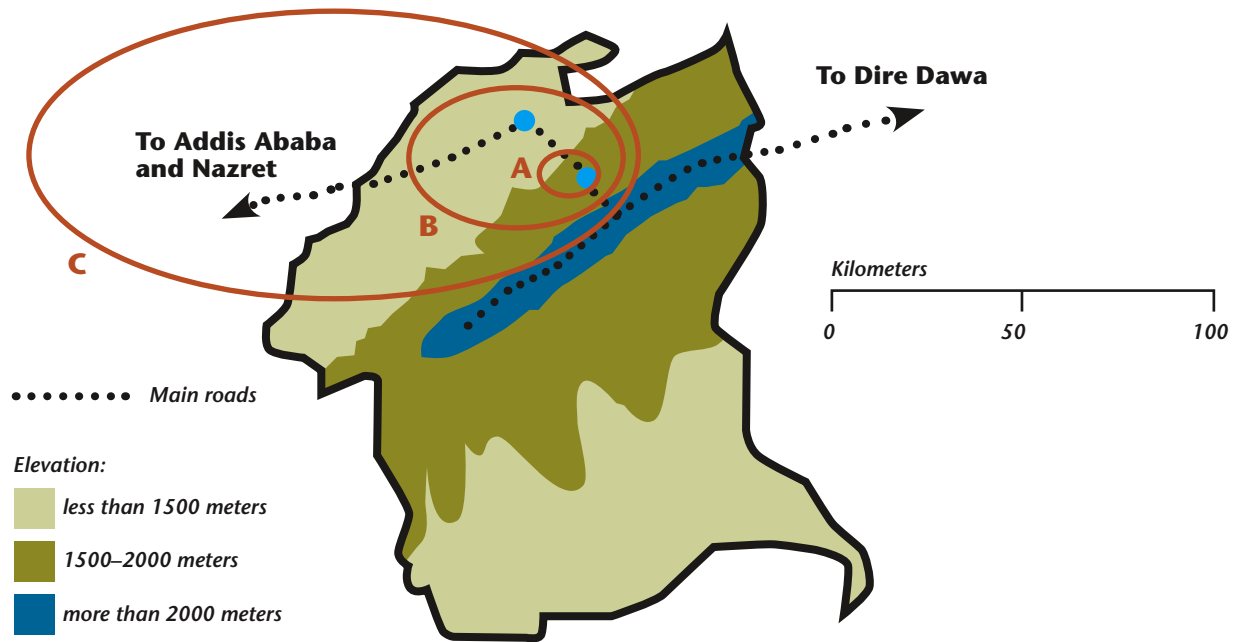 To Dire Dawa
To Addis Ababa
and Nazret
A
B
C
Kilometers
0 50 100
Main roads
Elevation:
less than 1500 meters
1500–2000 meters
more than 2000 meters